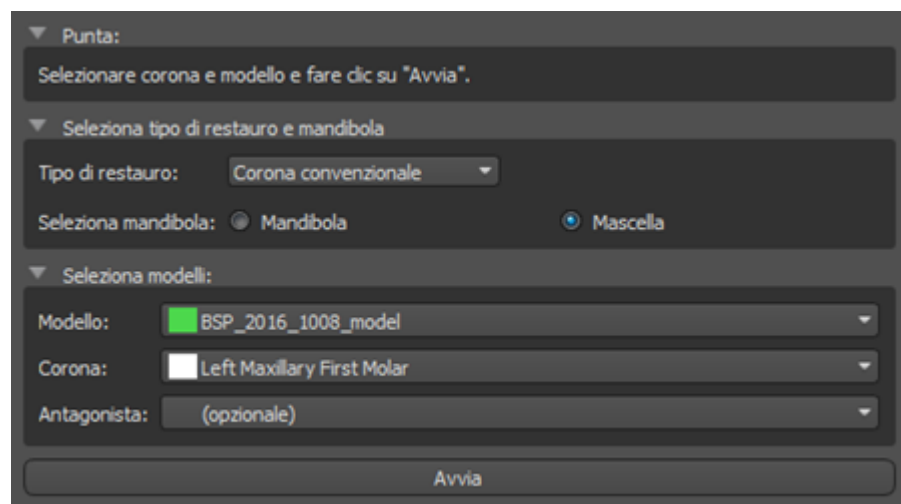 Punta:
Selezionare corona e modello e fare clic su "Avvia".
Seleziona tipo di restauro e mandibola
Tipo di restauro: Corona convenzionale
Seleziona mandibola: Mandibola Mascella
Seleziona modelli:
Modello: BSP_2016_1008_model
Corona: Left Maxillary First Molar
Antagonista: (opzionale)
Avvia